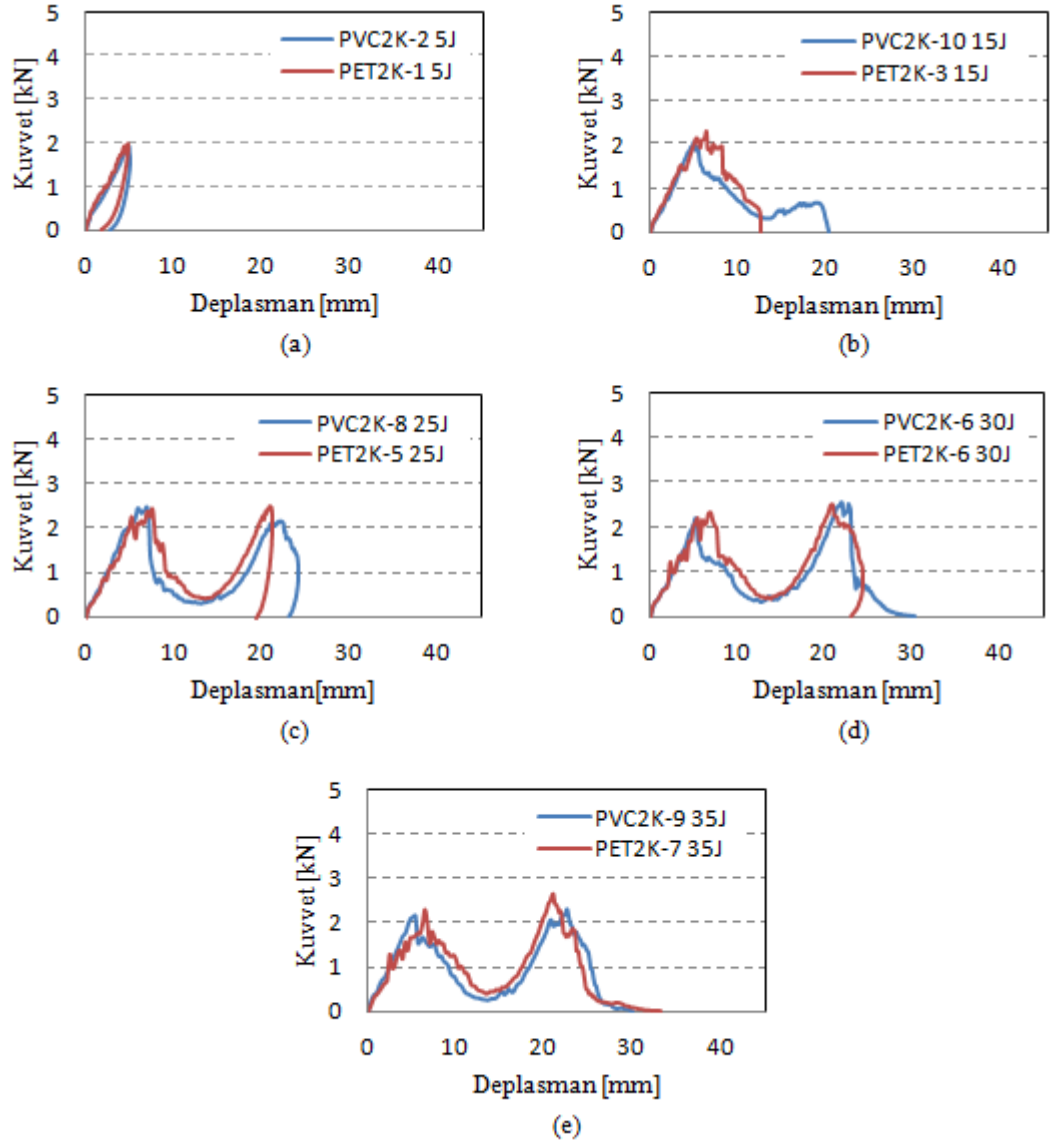 5
4
3
2
1
0
Kuvvet [kN]
PVC2K-2 5J
PET2K-1 5J
0 10 20 30 40
Deplasman [mm]
(a)
5
4
3
2
1
0
Kuvvet [kN]
PVC2K-10 15J
PET2K-3 15J
0 10 20 30 40
Deplasman [mm]
(b)
5
4
3
2
1
0
Kuvvet [kN]
PVC2K-8 25J
PET2K-5 25J
0 10 20 30 40
Deplasman[mm]
(c)
5
4
3
2
1
0
Kuvvet [kN]
PVC2K-6 30J
PET2K-6 30J
0 10 20 30 40
Deplasman [mm]
(d)
5
4
3
2
1
0
Kuvvet [kN]
PVC2K-9 35J
PET2K-7 35J
0 10 20 30 40
Deplasman [mm]
(e)